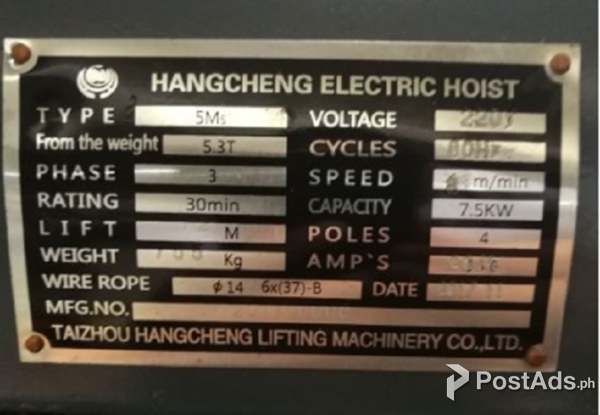 HANGCHENG ELECTRIC HOIST
TYPE 5Ms VOLTAGE 220V
From the weight 5.3T CYCLES 60Hz
PHASE 3 SPEED m/min
RATING 30min CAPACITY 7.5KW
LIFT M POLES 4
WEIGHT Kg AMP`S
WIRE ROPE φ14 6x(37)-B DATE
MFG.NO.
TAIZHOU HANGCHENG LIFTING MACHINERY CO.,LTD.
PostAds.ph